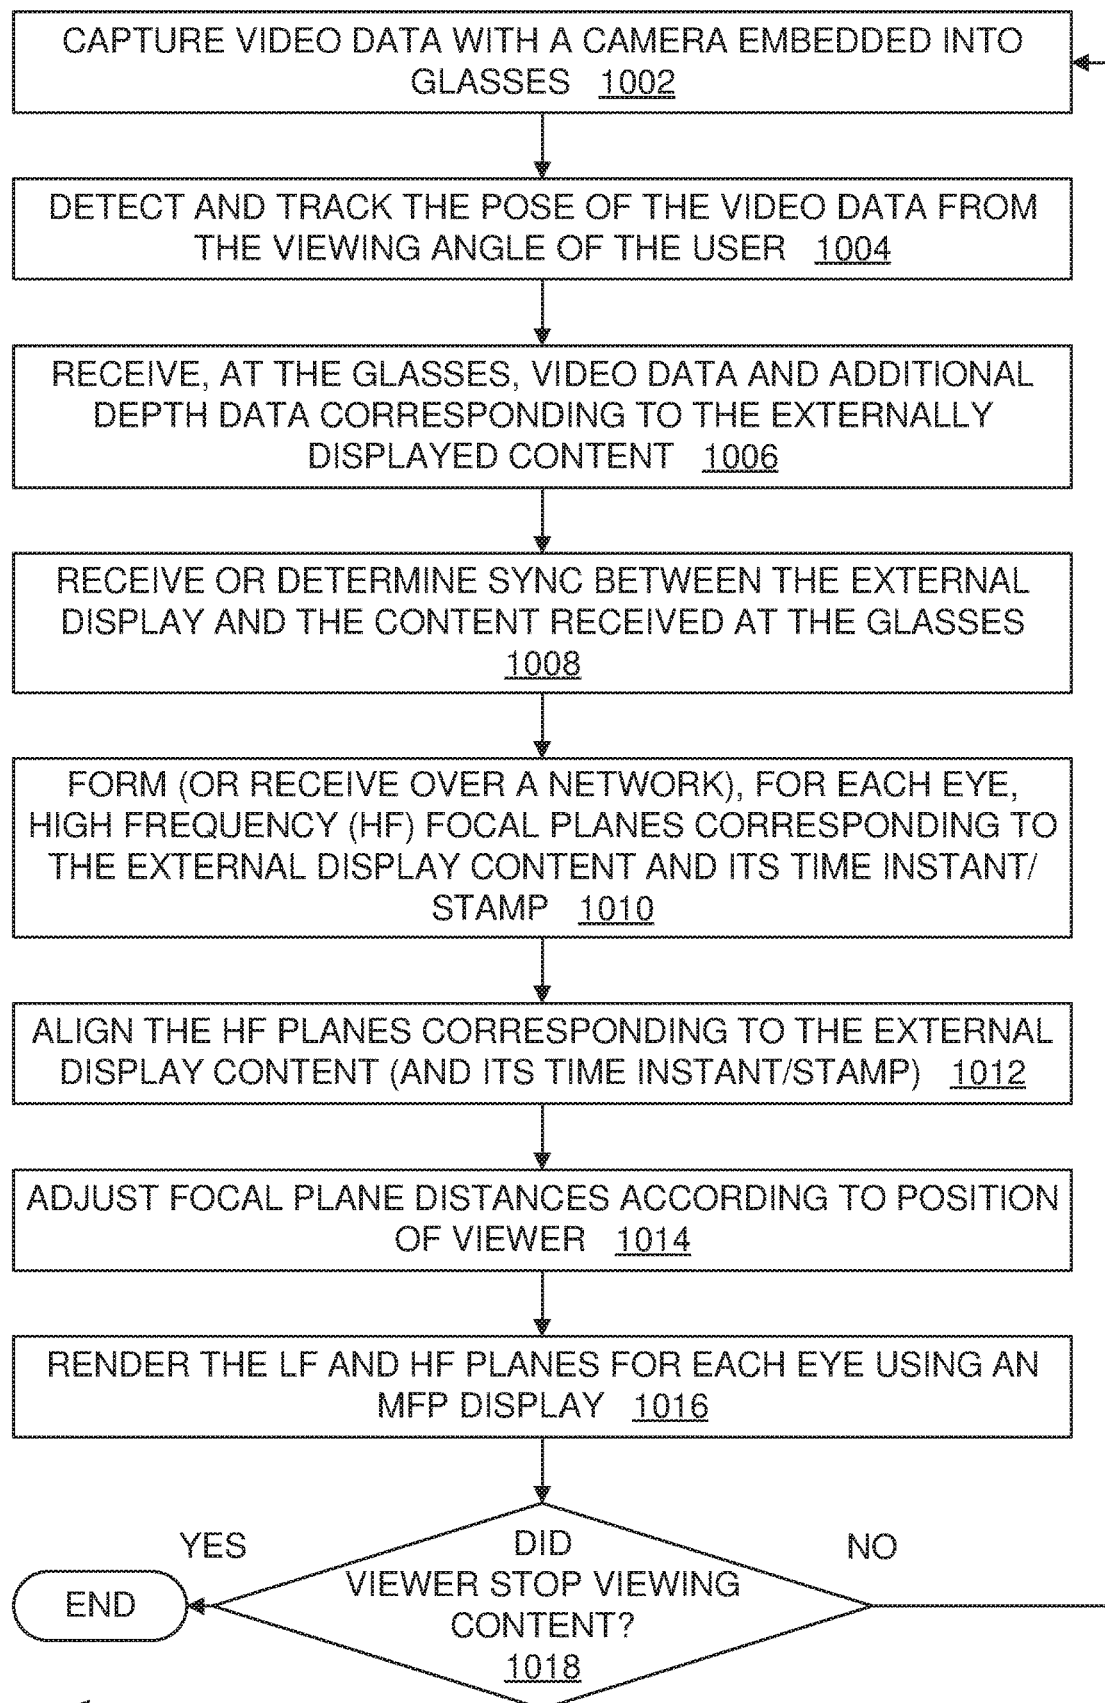 CAPTURE VIDEO DATA WITH A CAMERA EMBEDDED INTO
GLASSES 1002
DETECT AND TRACK THE POSE OF THE VIDEO DATA FROM
THE VIEWING ANGLE OF THE USER 1004
RECEIVE, AT THE GLASSES, VIDEO DATA AND ADDITIONAL
DEPTH DATA CORRESPONDING TO THE EXTERNALLY
DISPLAYED CONTENT 1006
RECEIVE OR DETERMINE SYNC BETWEEN THE EXTERNAL
DISPLAY AND THE CONTENT RECEIVED AT THE GLASSES
1008
FORM (OR RECEIVE OVER A NETWORK), FOR EACH EYE,
HIGH FREQUENCY (HF) FOCAL PLANES CORRESPONDING TO
THE EXTERNAL DISPLAY CONTENT AND ITS TIME INSTANT/
STAMP 1010
ALIGN THE HF PLANES CORRESPONDING TO THE EXTERNAL
DISPLAY CONTENT (AND ITS TIME INSTANT/STAMP) 1012
ADJUST FOCAL PLANE DISTANCES ACCORDING TO POSITION
OF VIEWER 1014
RENDER THE LF AND HF PLANES FOR EACH EYE USING AN
MFP DISPLAY 1016
YES
DID
VIEWER STOP VIEWING
CONTENT?
1018
NO
END